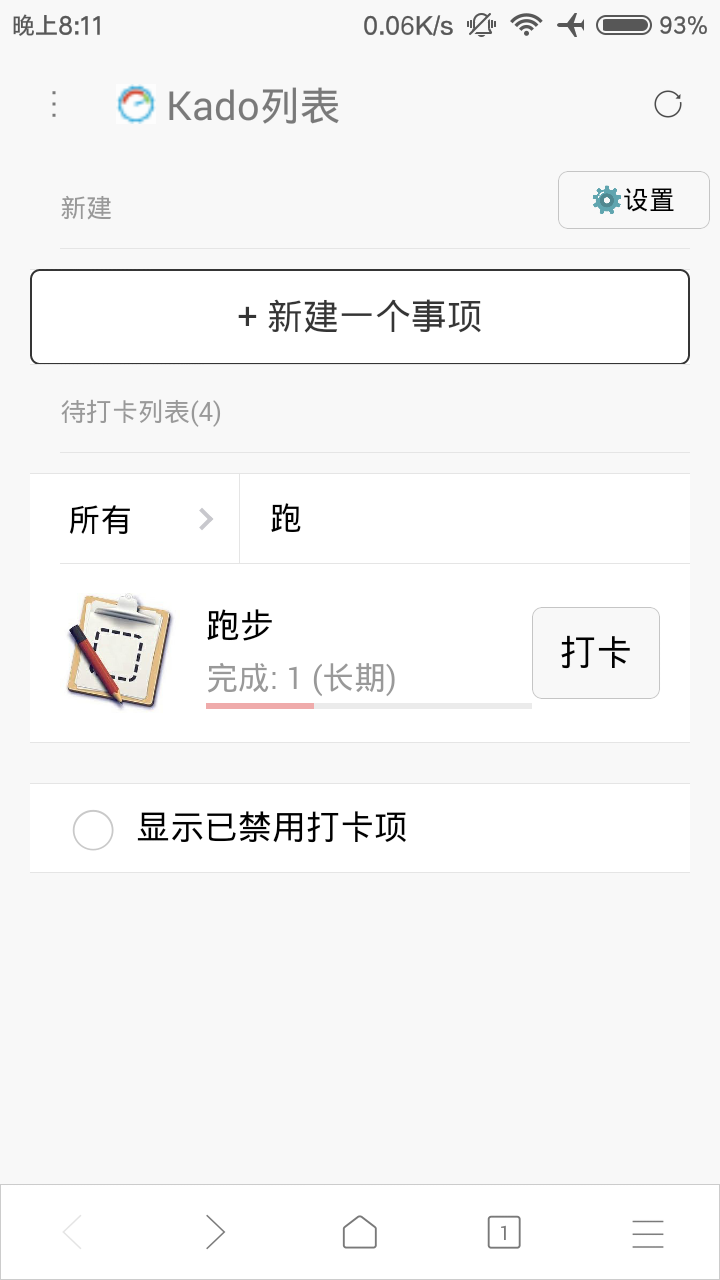 晚上8:11 0.06K/s 93%
Kado列表
新建
设置
+ 新建一个事项
待打卡列表(4)
所有 跑
跑步
完成: 1 (长期)
打卡
显示已禁用打卡项
1